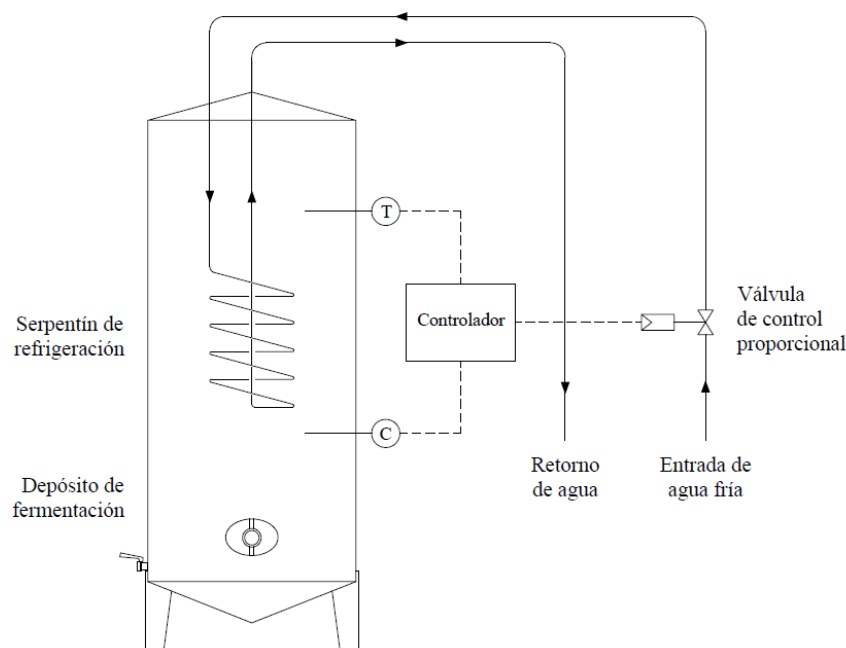 T
Serpentín de
refrigeración
Controlador
Válvula
de control
proporcional
C
Depósito de
fermentación
Retorno
de agua
Entrada de
agua fría